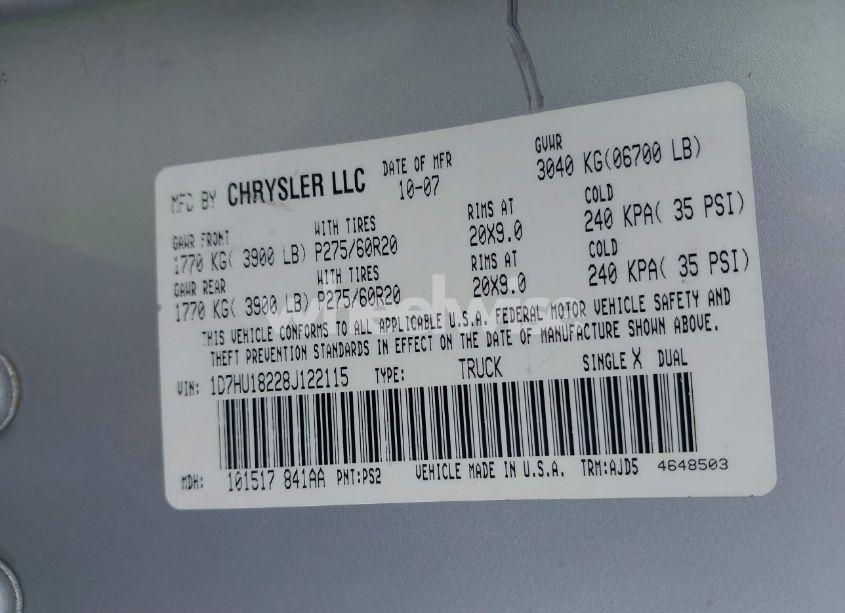 MFD BY CHRYSLER LLC DATE OF MFR 10-07 GVWR 3040 KG(06700 LB)
GAWR FRONT WITH TIRES RIMS AT COLD
1770 KG( 3900 LB) P275/60R20 20X9.0 240 KPA( 35 PSI)
GAWR REAR WITH TIRES RIMS AT COLD
1770 KG( 3900 LB) P275/60R20 20X9.0 240 KPA( 35 PSI)
THIS VEHICLE CONFORMS TO ALL APPLICABLE U.S.A. FEDERAL MOTOR VEHICLE SAFETY AND
THEFT PREVENTION STANDARDS IN EFFECT ON THE DATE OF MANUFACTURE SHOWN ABOVE.
VIN: 1D7HU18228J122115 TYPE: TRUCK SINGLE X DUAL
MDH: 101517 841AA PNT:PS2 VEHICLE MADE IN U.S.A. TRM:AJD5 4648503